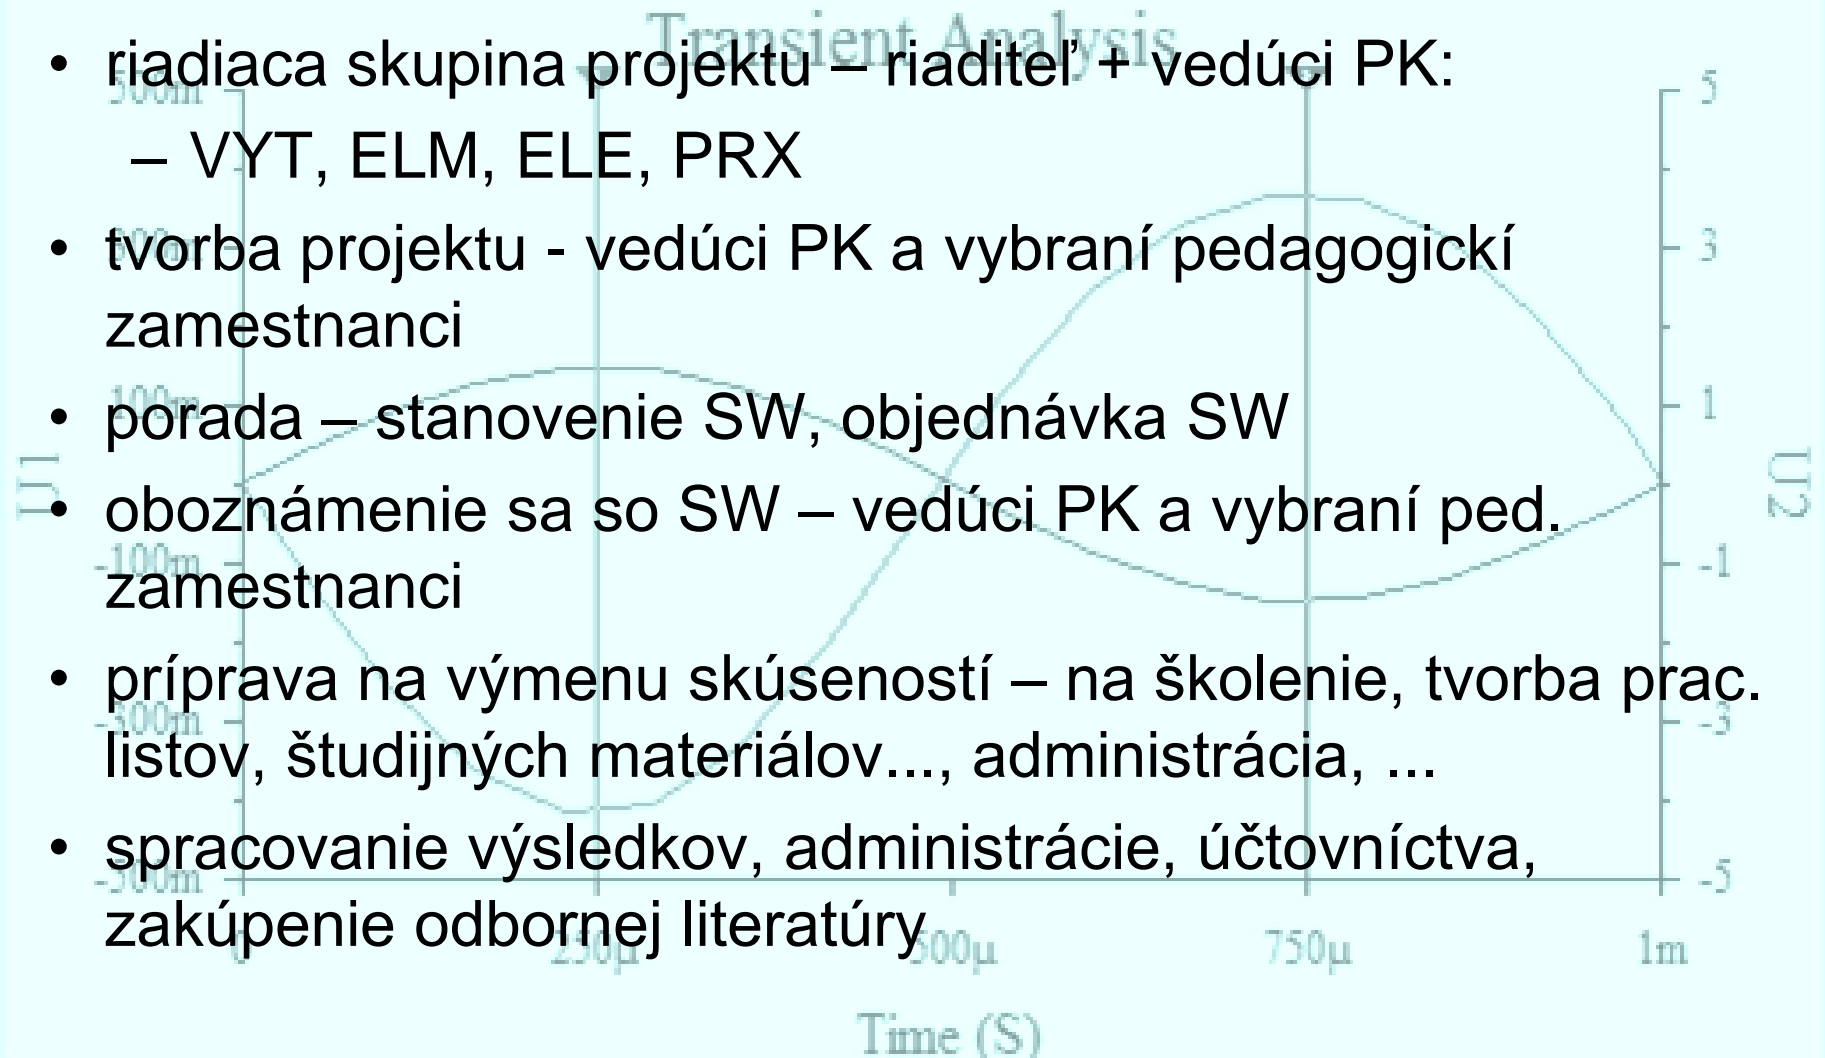 Transient Analysis
• riadiaca skupina projektu – riaditeľ + vedúci PK:
– VYT, ELM, ELE, PRX
• tvorba projektu - vedúci PK a vybraní pedagogickí
zamestnanci
• porada – stanovenie SW, objednávka SW
• oboznámenie sa so SW – vedúci PK a vybraní ped.
zamestnanci
• príprava na výmenu skúseností – na školenie, tvorba prac.
listov, študijných materiálov..., administrácia, ...
• spracovanie výsledkov, administrácie, účtovníctva,
zakúpenie odbornej literatúry
500m
300m
100m
-100m
-300m
-500m
U1
5
3
1
-1
-3
-5
U2
0 250µ 500µ 750µ 1m
Time (S)